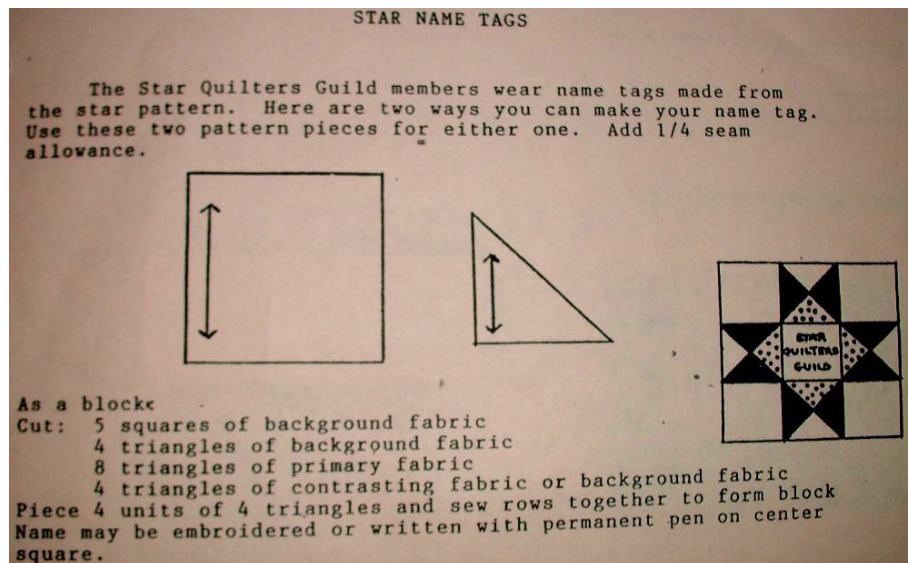 STAR NAME TAGS
The Star Quilters Guild members wear name tags made from
the star pattern. Here are two ways you can make your name tag.
Use these two pattern pieces for either one. Add 1/4 seam
allowance.
STAR
QUILTERS
GUILD
As a block:
Cut: 5 squares of background fabric
4 triangles of background fabric
8 triangles of primary fabric
4 triangles of contrasting fabric or background fabric
Piece 4 units of 4 triangles and sew rows together to form block
Name may be embroidered or written with permanent pen on center
square.